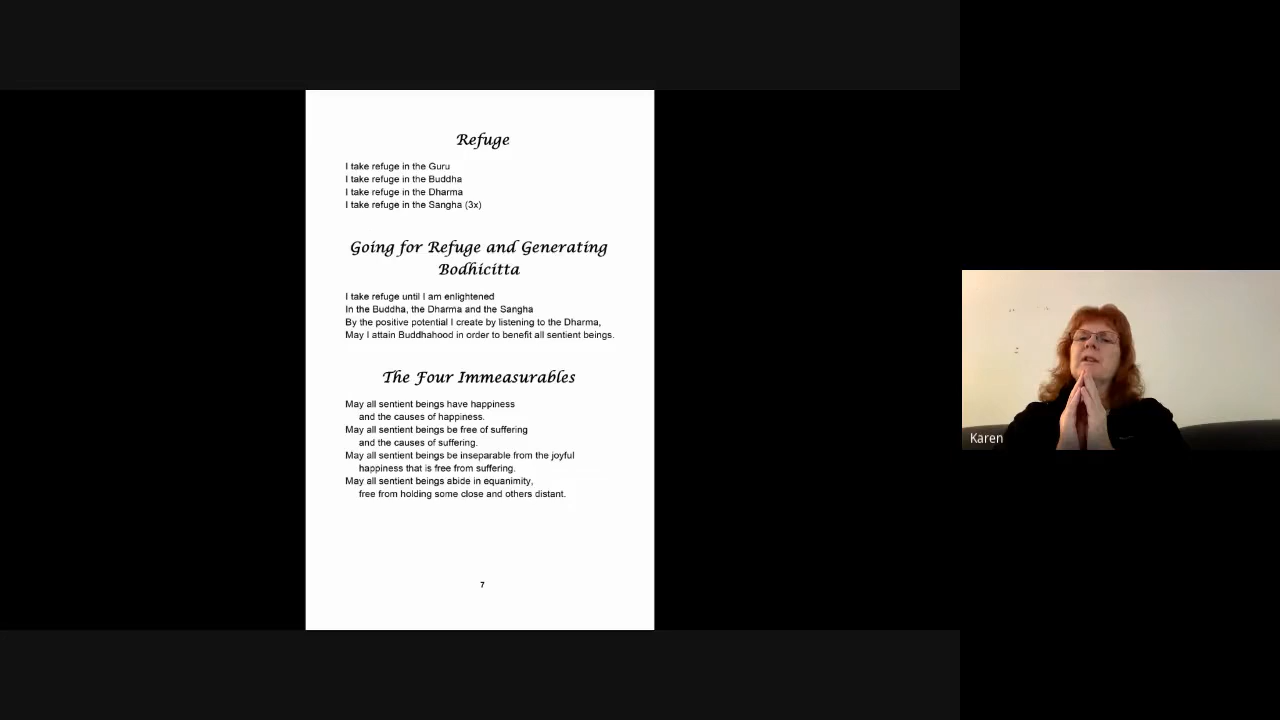 Refuge
I take refuge in the Guru
I take refuge in the Buddha
I take refuge in the Dharma
I take refuge in the Sangha (3x)
Going for Refuge and Generating
Bodhicitta
I take refuge until I am enlightened
In the Buddha, the Dharma and the Sangha
By the positive potential I create by listening to the Dharma,
May I attain Buddhahood in order to benefit all sentient beings.
The Four Immeasurables
May all sentient beings have happiness
and the causes of happiness.
May all sentient beings be free of suffering
and the causes of suffering.
May all sentient beings be inseparable from the joyful
happiness that is free from suffering.
May all sentient beings abide in equanimity,
free from holding some close and others distant.
7
Karen